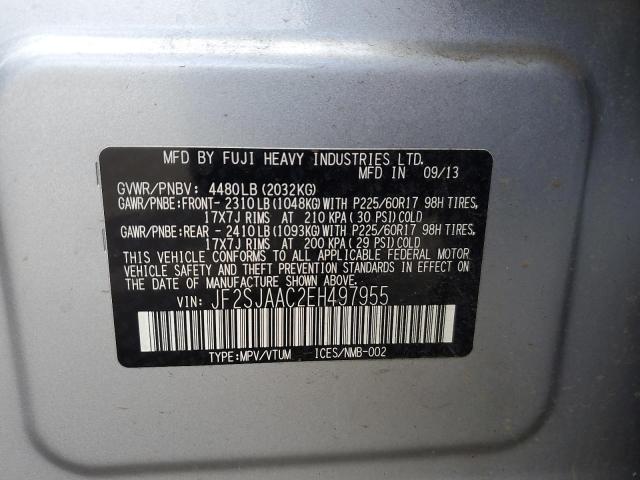 MFD BY FUJI HEAVY INDUSTRIES LTD.
MFD IN 09/13
GVWR/PNBV: 4480LB (2032KG)
GAWR/PNBE:FRONT- 2310LB(1048KG)WITH P225/60R17 98H TIRES,
17X7J RIMS AT 210 KPA(30 PSI)COLD
GAWR/PNBE:REAR - 2410LB(1093KG)WITH P225/60R17 98H TIRES,
17X7J RIMS AT 200 KPA(29 PSI)COLD
THIS VEHICLE CONFORMS TO ALL APPLICABLE FEDERAL MOTOR
VEHICLE SAFETY AND THEFT PREVENTION STANDARDS IN EFFECT
ON THE DATE OF MANUFACTURE SHOWN ABOVE.
VIN: JF2SJAAC2EH497955
TYPE:MPV/VTUM ICES/NMB-002